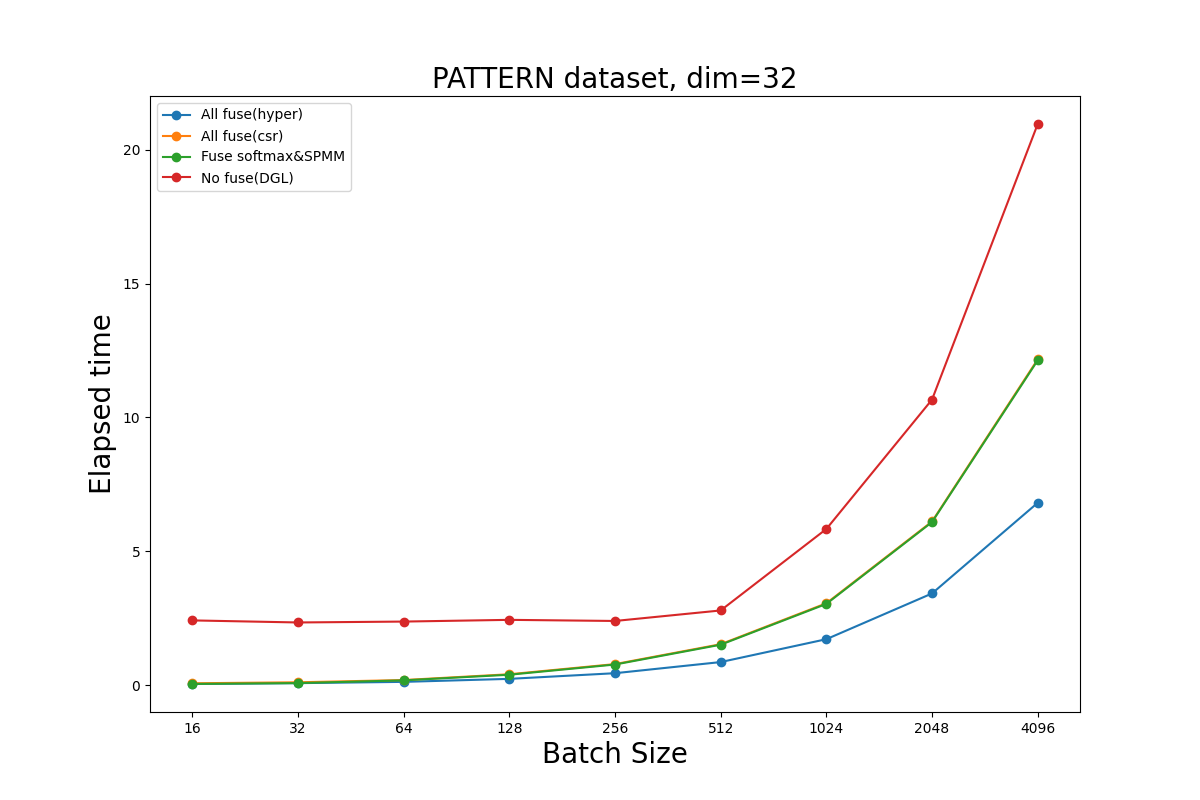 PATTERN dataset, dim=32
All fuse(hyper)
All fuse(csr)
Fuse softmax&SPMM
No fuse(DGL)
Elapsed time
20
15
10
5
0
16 32 64 128 256 512 1024 2048 4096
Batch Size